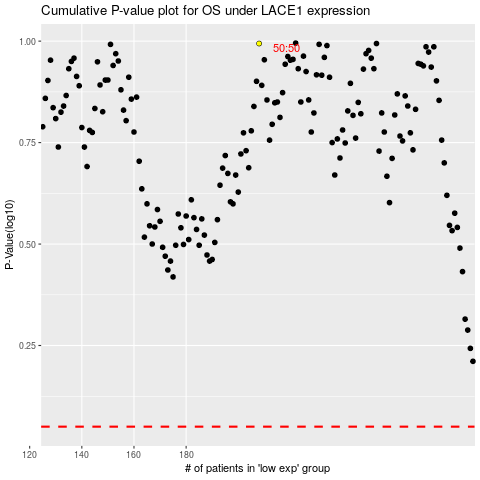 Cumulative P-value plot for OS under LACE1 expression
1.00
50:50
0.75
P-Value(log10)
0.50
0.25
120 140 160 180
# of patients in 'low exp' group